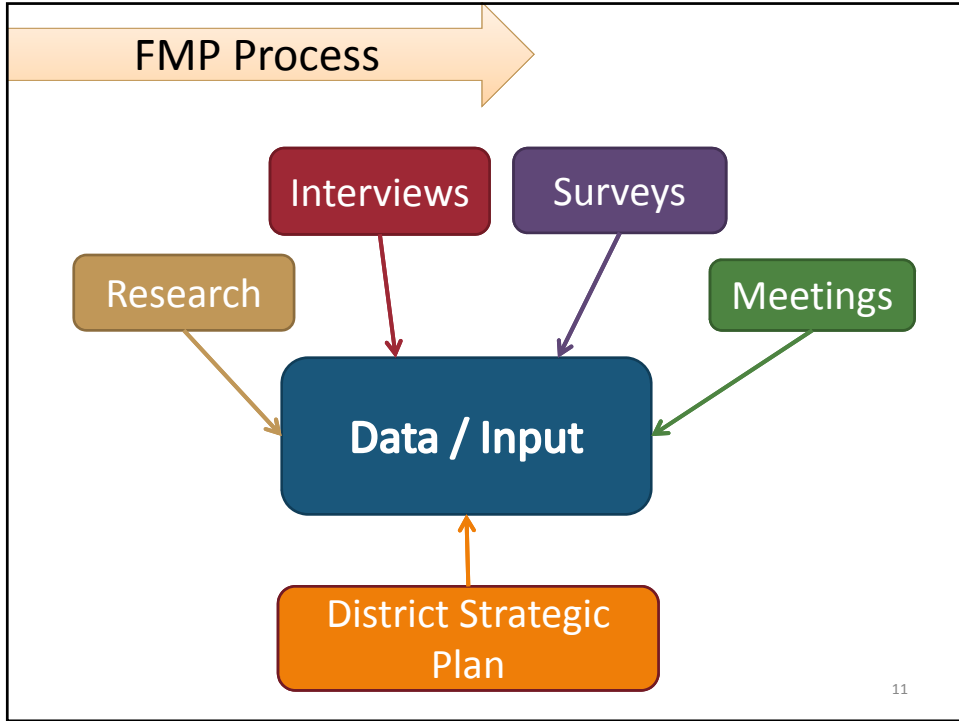 FMP Process
Interviews
Surveys
Research
Meetings
Data / Input
District Strategic
Plan
11